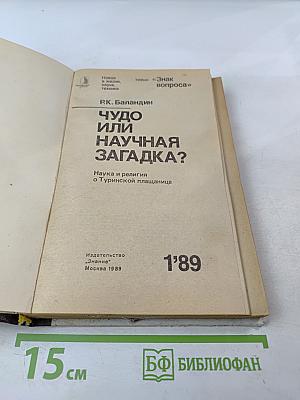 Новое
в жизни,
науке,
технике
«Знак
вопроса»
Р.К. Баландин
ЧУДО
ИЛИ
НАУЧНАЯ
ЗАГАДКА?
Наука и религия
о Туринской плащанице
Издательство
„Знание"
Москва 1989
1'89
15 см
БФ БИБЛИОФАН